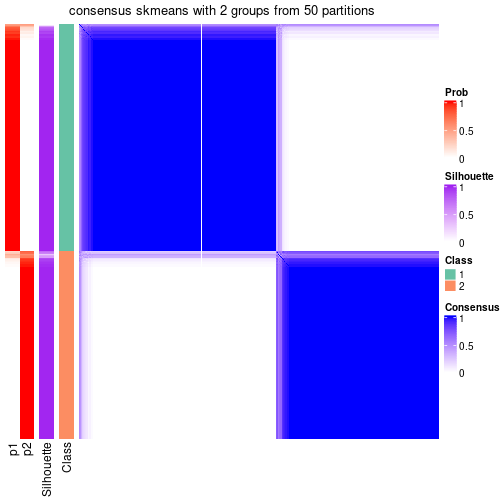 consensus skmeans with 2 groups from 50 partitions
Prob
1
0.5
0
Silhouette
1
0.5
0
Class
1
2
Consensus
1
0.5
0
p1
p2
Silhouette
Class